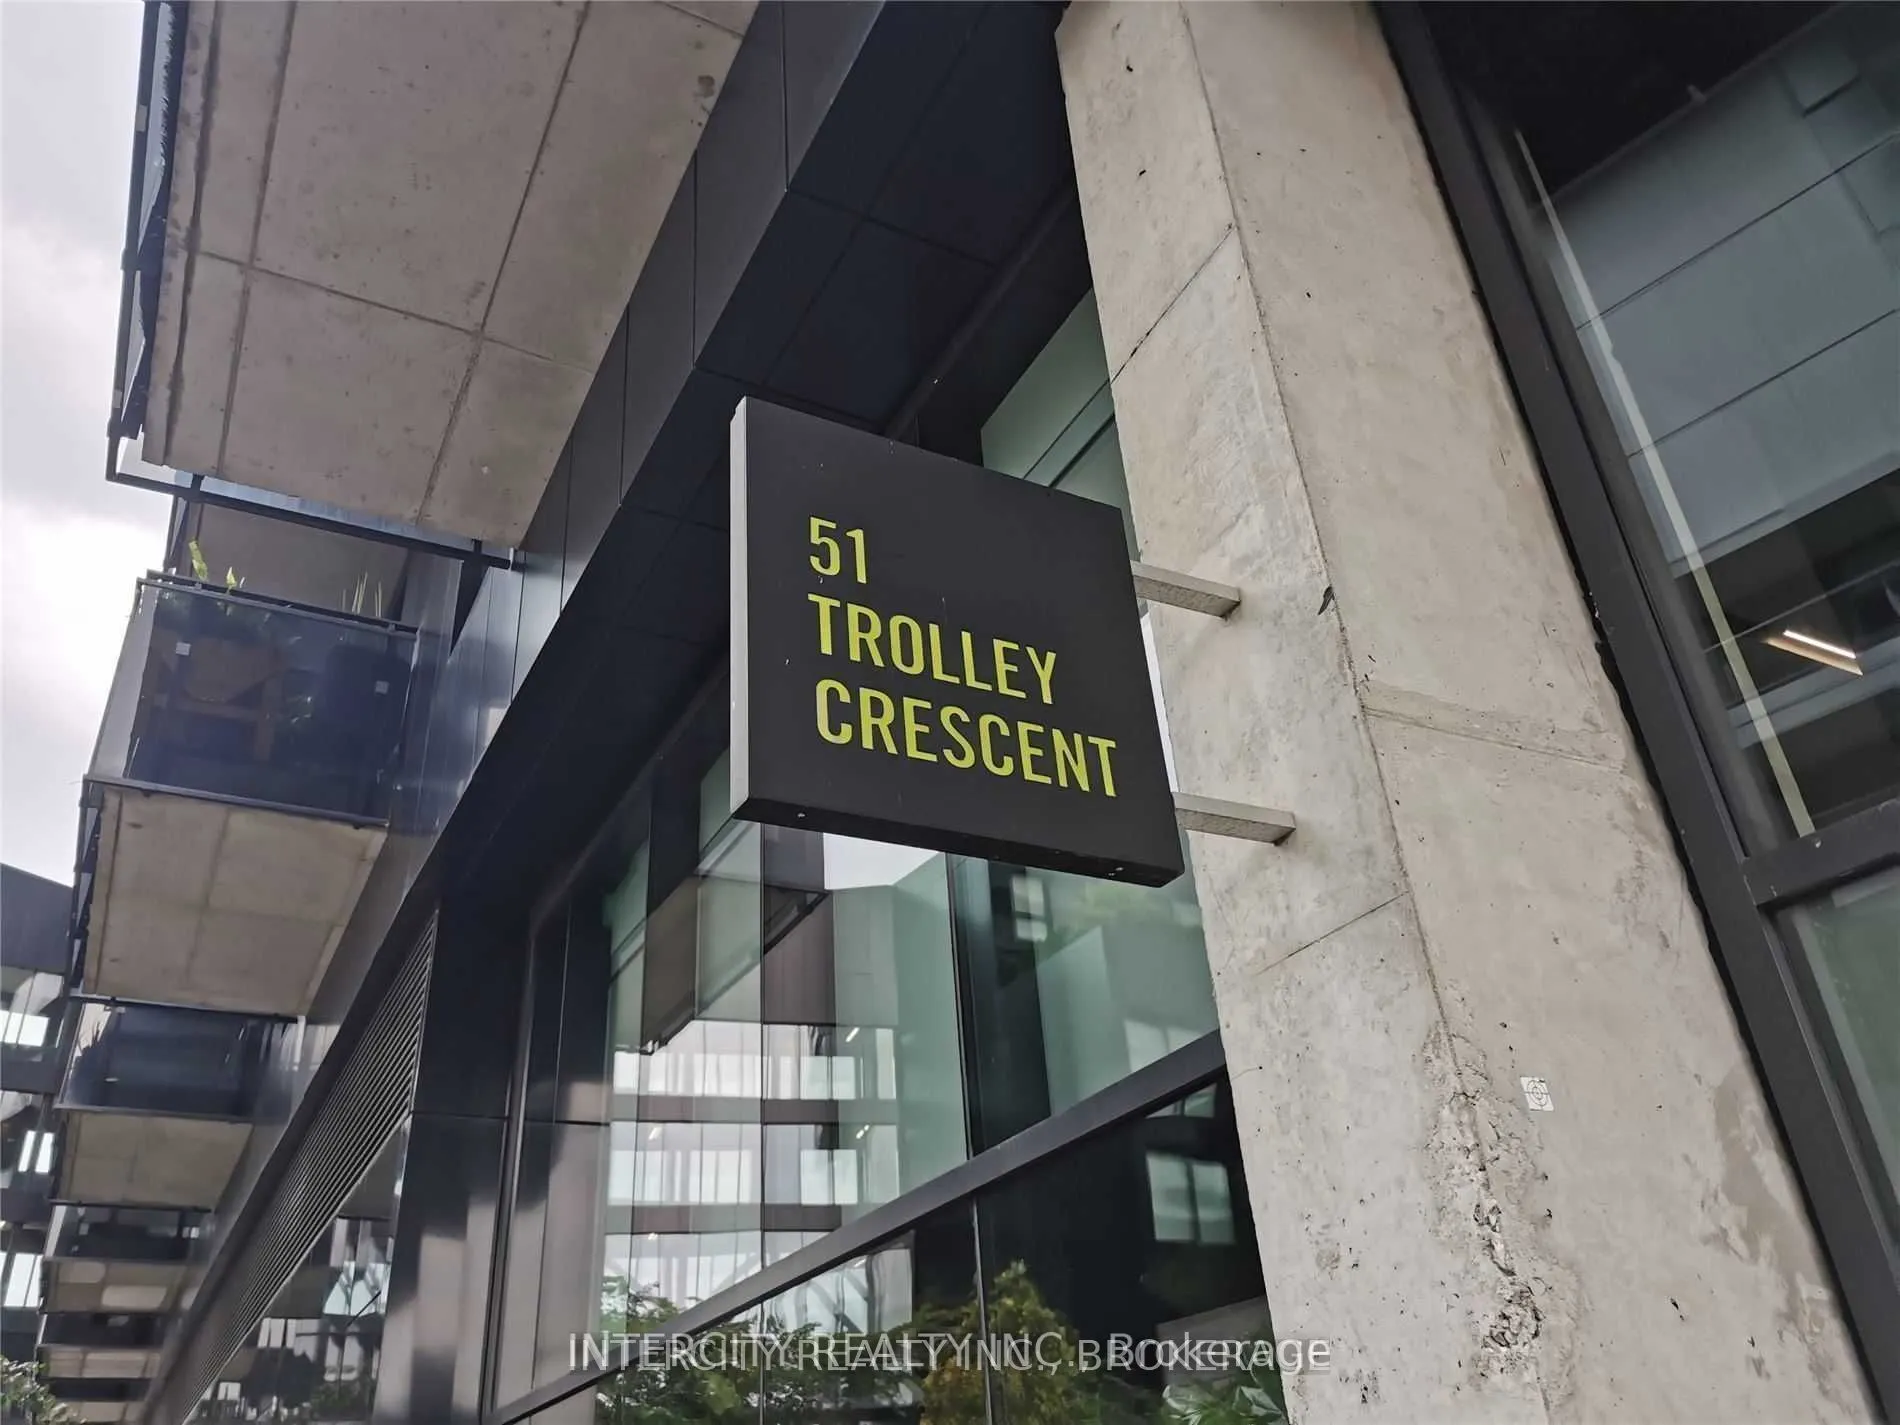 51
TROLLEY
CRESCENT
INTERCITY REALTY INC., Brokerage